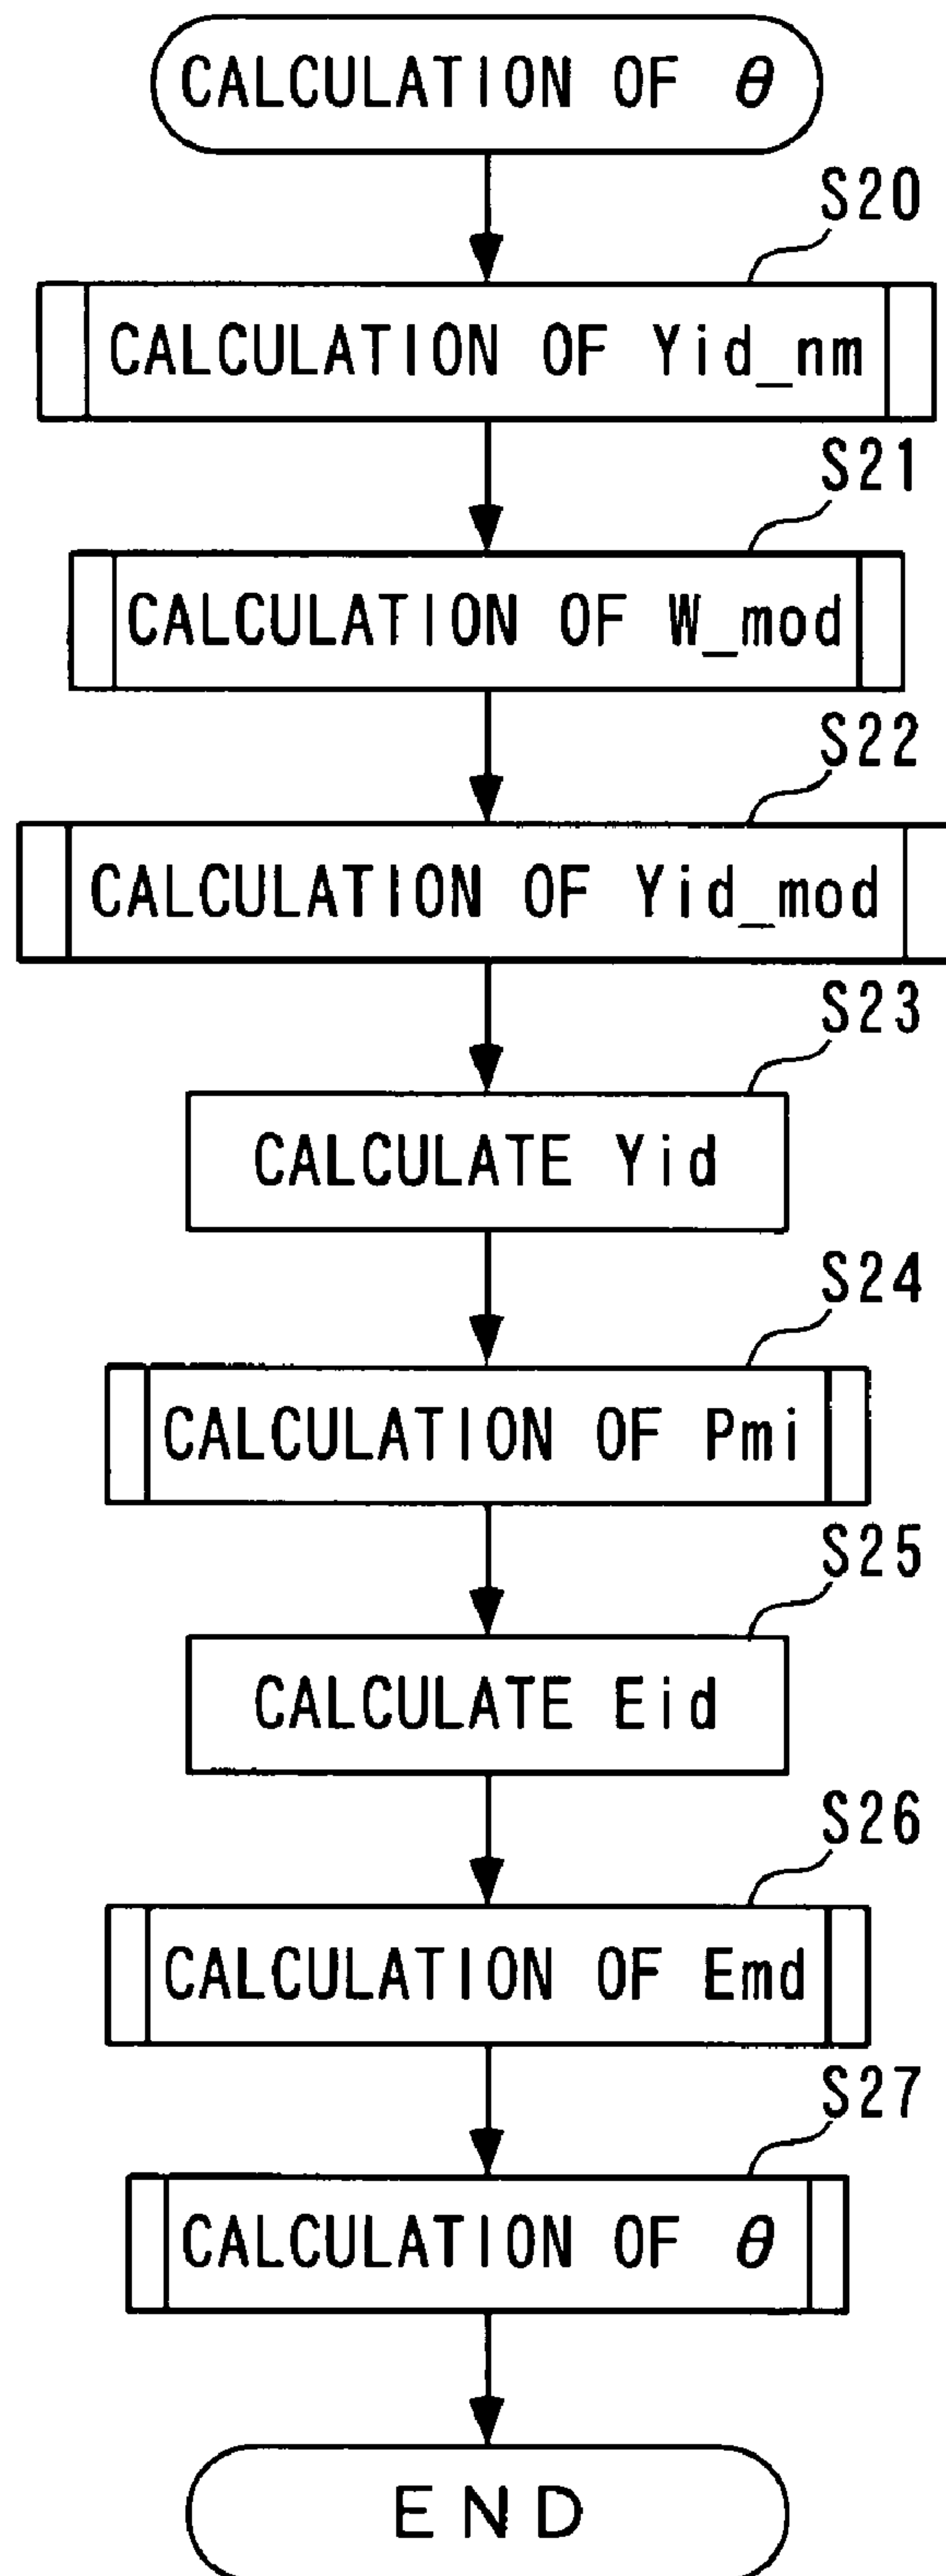 CALCULATION OF θ
S20
CALCULATION OF Yid_nm
S21
CALCULATION OF W_mod
S22
CALCULATION OF Yid_mod
S23
CALCULATE Yid
S24
CALCULATION OF Pmi
S25
CALCULATE Eid
S26
CALCULATION OF Emd
S27
CALCULATION OF θ
END